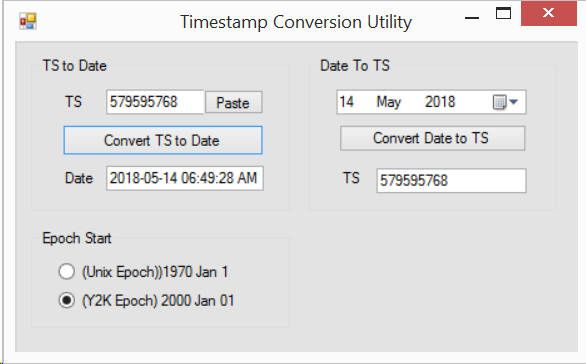 Timestamp Conversion Utility
TS to Date
TS 579595768 Paste
Convert TS to Date
Date 2018-05-14 06:49:28 AM
Date To TS
14 May 2018
Convert Date to TS
TS 579595768
Epoch Start
(Unix Epoch))1970 Jan 1
(Y2K Epoch) 2000 Jan 01